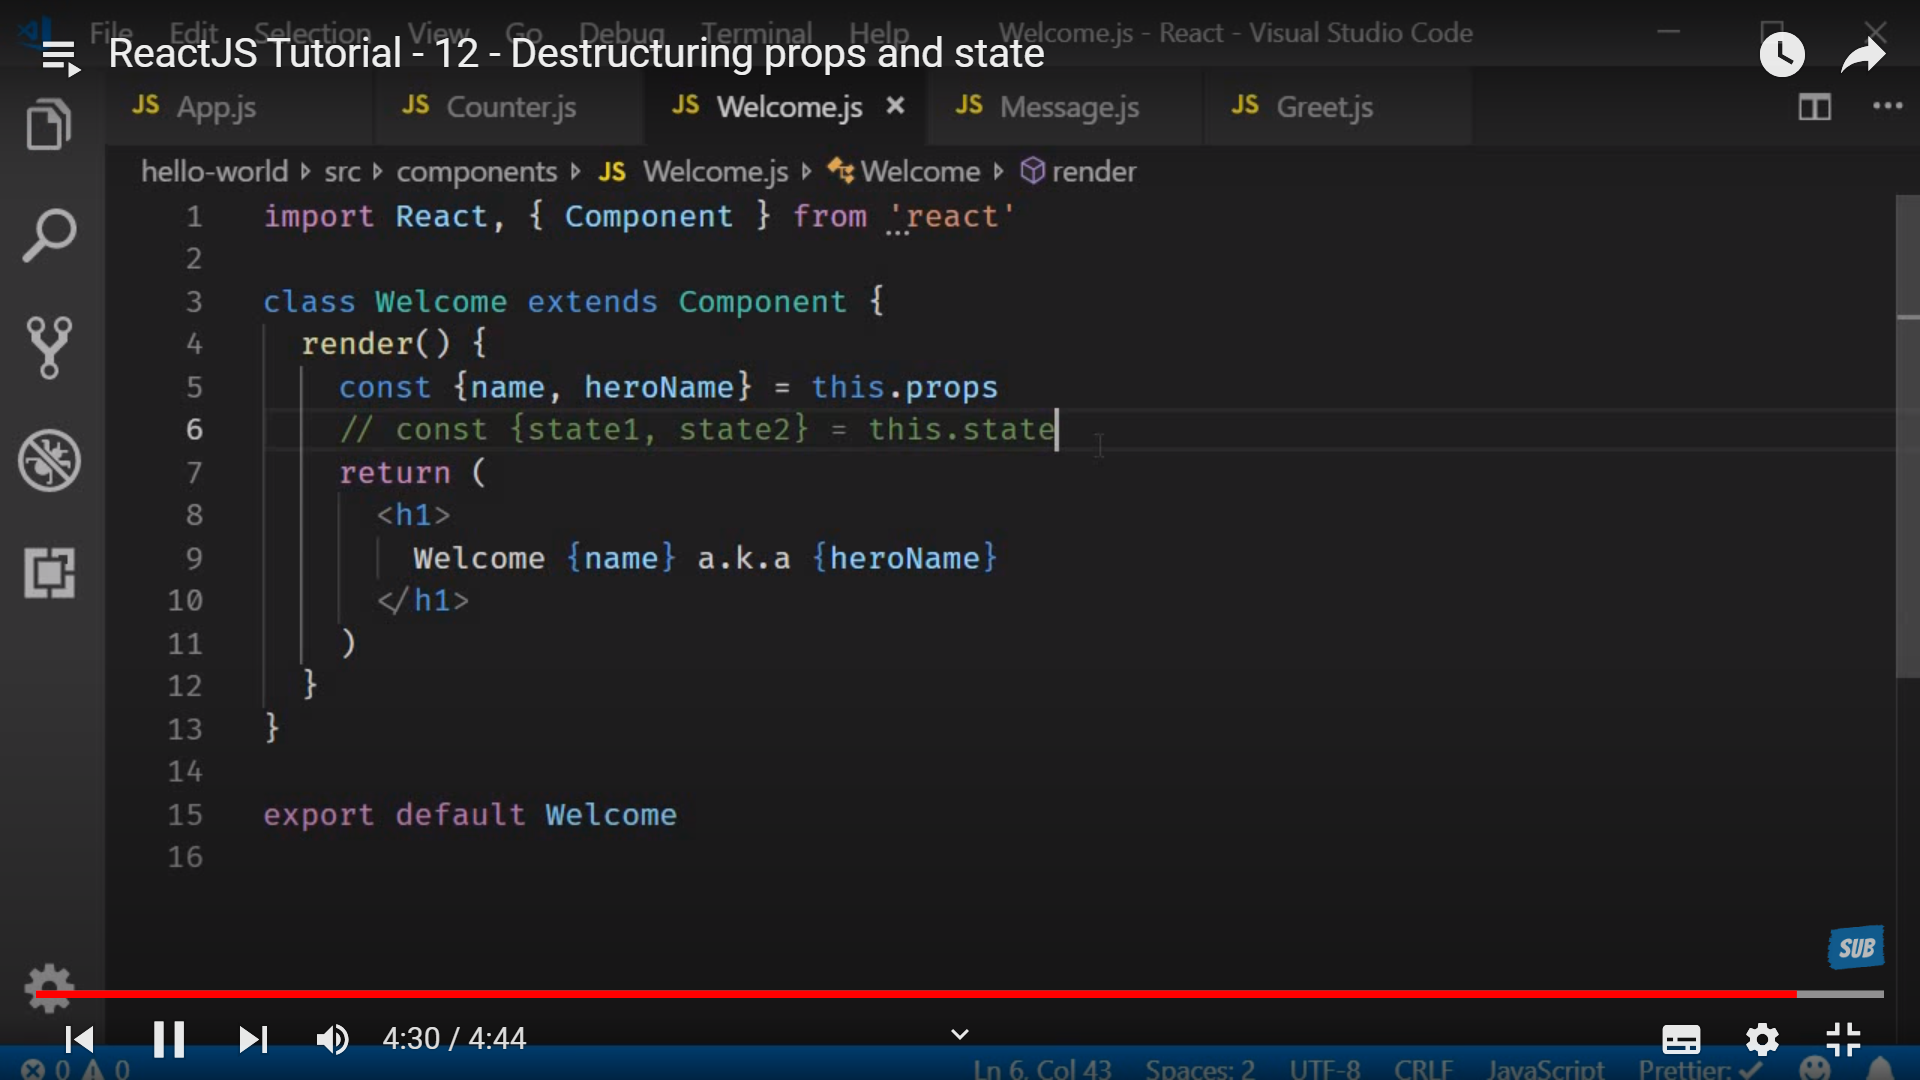 File Edit Selection View Go Debug Terminal Help Welcome.js - React - Visual Studio Code
ReactJS Tutorial - 12 - Destructuring props and state
JS App.js JS Counter.js JS Welcome.js JS Message.js JS Greet.js
hello-world src components JS Welcome.js Welcome render
1 import React, { Component } from 'react'
2
3 class Welcome extends Component {
4 render() {
5 const {name, heroName} = this.props
6 // const {state1, state2} = this.state
7 return (
8 <h1>
9 Welcome {name} a.k.a {heroName}
10 </h1>
11 )
12 }
13 }
14
15 export default Welcome
16
SUB
4:30 / 4:44
0 0 Ln 6, Col 43 Spaces: 2 UTF-8 CRLF JavaScript Prettier: ✓